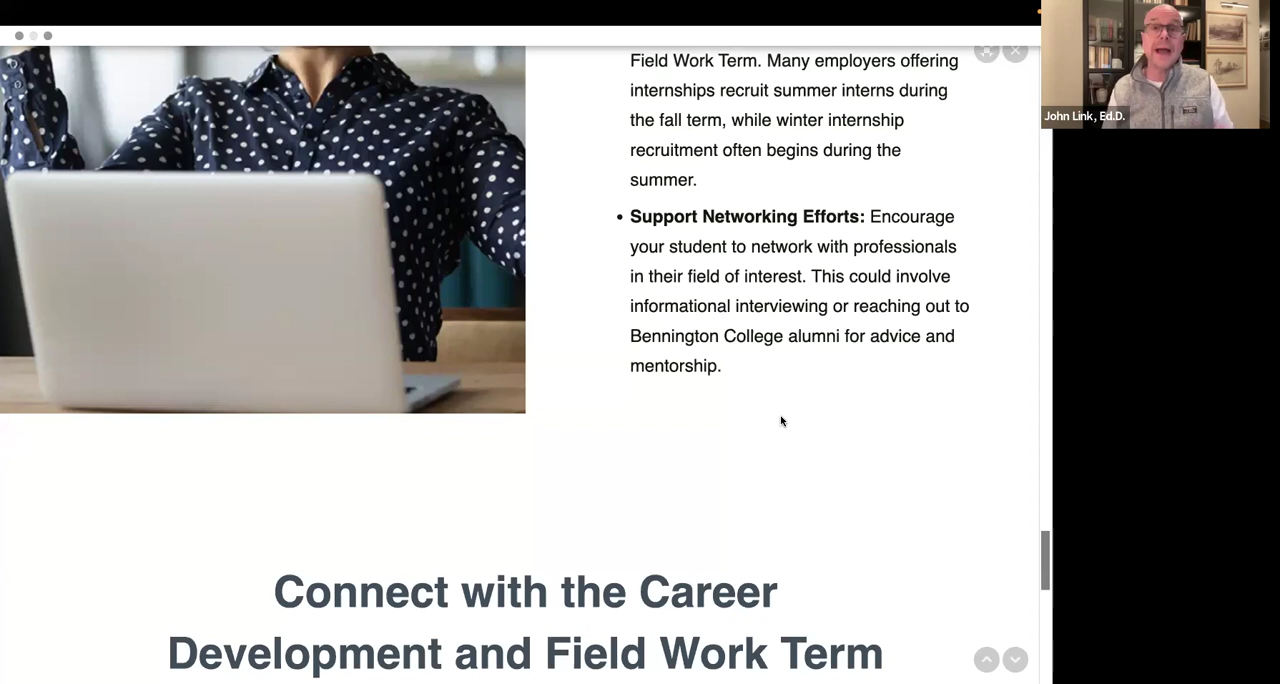 Field Work Term. Many employers offering
internships recruit summer interns during
the fall term, while winter internship
recruitment often begins during the
summer.
• Support Networking Efforts: Encourage
your student to network with professionals
in their field of interest. This could involve
informational interviewing or reaching out to
Bennington College alumni for advice and
mentorship.
Connect with the Career
Development and Field Work Term
John Link, Ed.D.